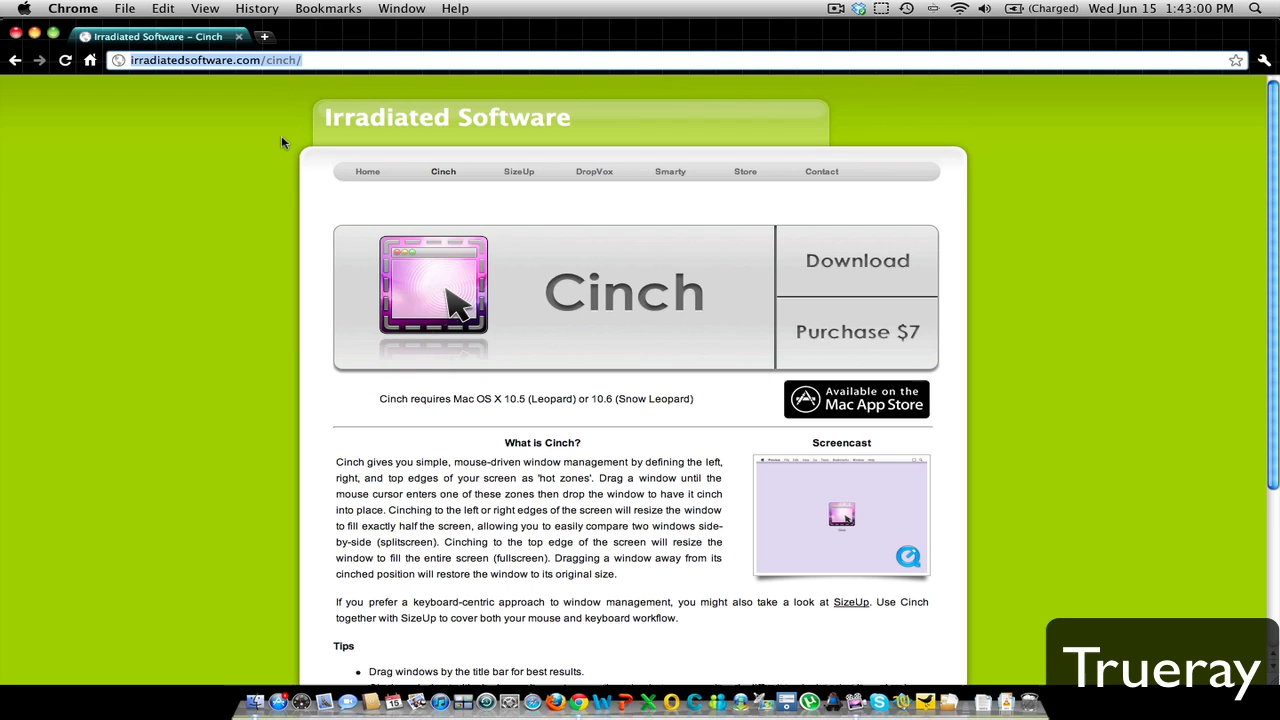 Chrome File Edit View History Bookmarks Window Help (Charged) Wed Jun 15 1:43:00 PM
Irradiated Software – Cinch
irradiatedsoftware.com/cinch/
Irradiated Software
Home Cinch SizeUp DropVox Smarty Store Contact
Cinch
Download
Purchase $7
Cinch requires Mac OS X 10.5 (Leopard) or 10.6 (Snow Leopard)
Available on the
Mac App Store
What is Cinch?
Cinch gives you simple, mouse-driven window management by defining the left,
right, and top edges of your screen as 'hot zones'. Drag a window until the
mouse cursor enters one of these zones then drop the window to have it cinch
into place. Cinching to the left or right edges of the screen will resize the window
to fill exactly half the screen, allowing you to easily compare two windows side-
by-side (splitscreen). Cinching to the top edge of the screen will resize the
window to fill the entire screen (fullscreen). Dragging a window away from its
cinched position will restore the window to its original size.
Screencast
If you prefer a keyboard-centric approach to window management, you might also take a look at SizeUp. Use Cinch
together with SizeUp to cover both your mouse and keyboard workflow.
Tips
• Drag windows by the title bar for best results.
Trueray